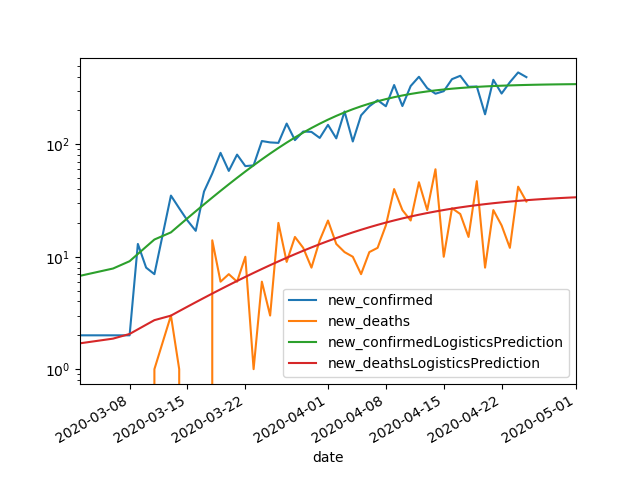 10²
10¹
10⁰
new_confirmed
new_deaths
new_confirmedLogisticsPrediction
new_deathsLogisticsPrediction
2020-03-08
2020-03-15
2020-03-22
2020-04-01
2020-04-08
2020-04-15
2020-04-22
2020-05-01
date